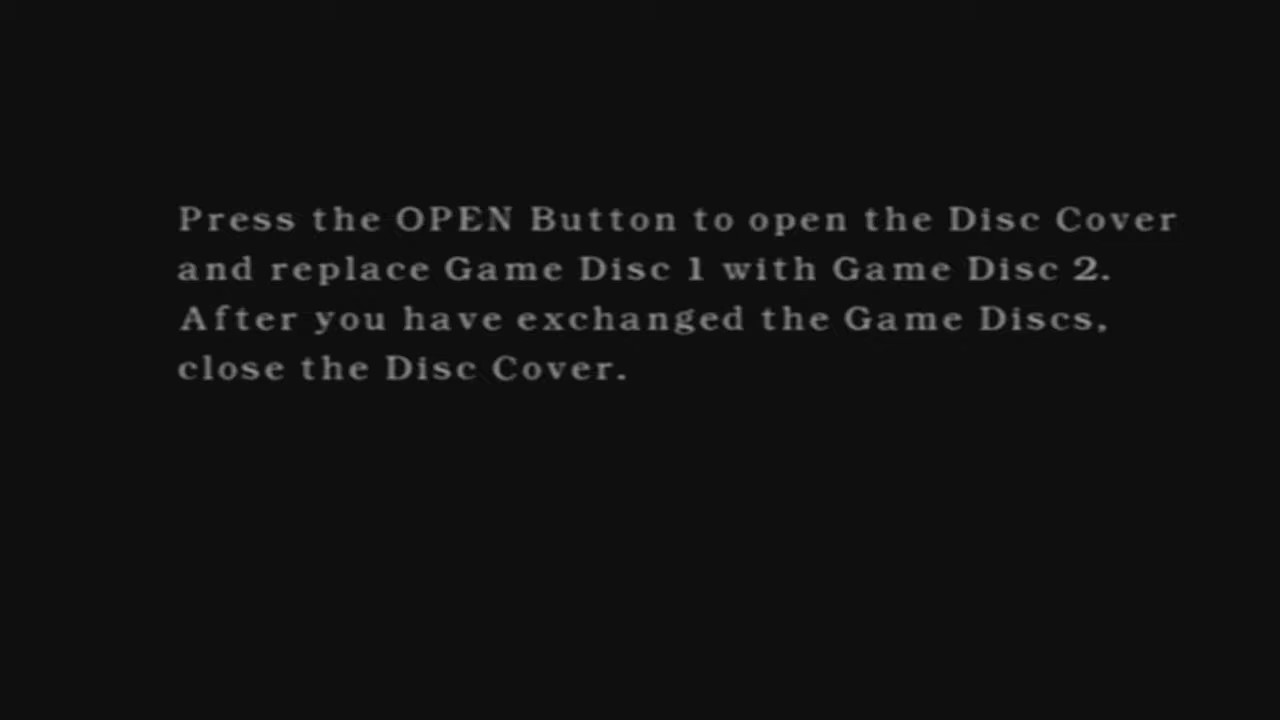 Press the OPEN Button to open the Disc Cover
and replace Game Disc 1 with Game Disc 2.
After you have exchanged the Game Discs,
close the Disc Cover.